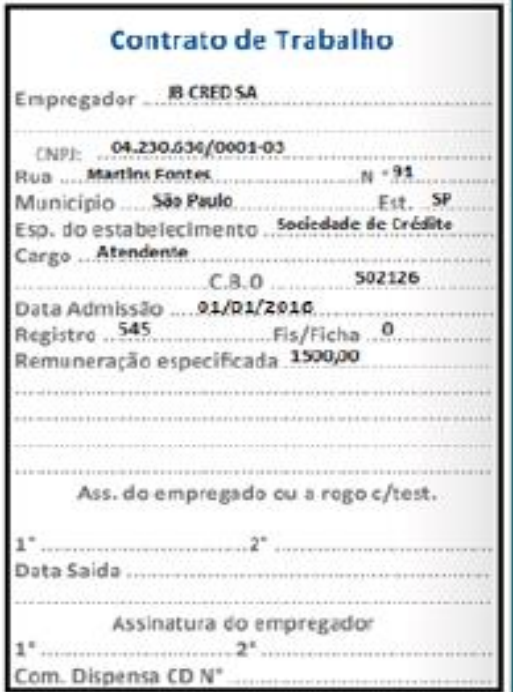 Contrato de Trabalho
Empregador JB CRED SA
CNPJ: 04.230.636/0001-03
Rua Martins Fontes N - 91
Município São Paulo Est. SP
Esp. do estabelecimento Sociedade de Crédito
Cargo Atendente
C.B.O 502126
Data Admissão 01/01/2016
Registro 545 Fis/Ficha 0
Remuneração especificada 1500,00
Ass. do empregado ou a rogo c/test.
1° 2°
Data Saida
Assinatura do empregador
1° 2°
Com. Dispensa CD N°